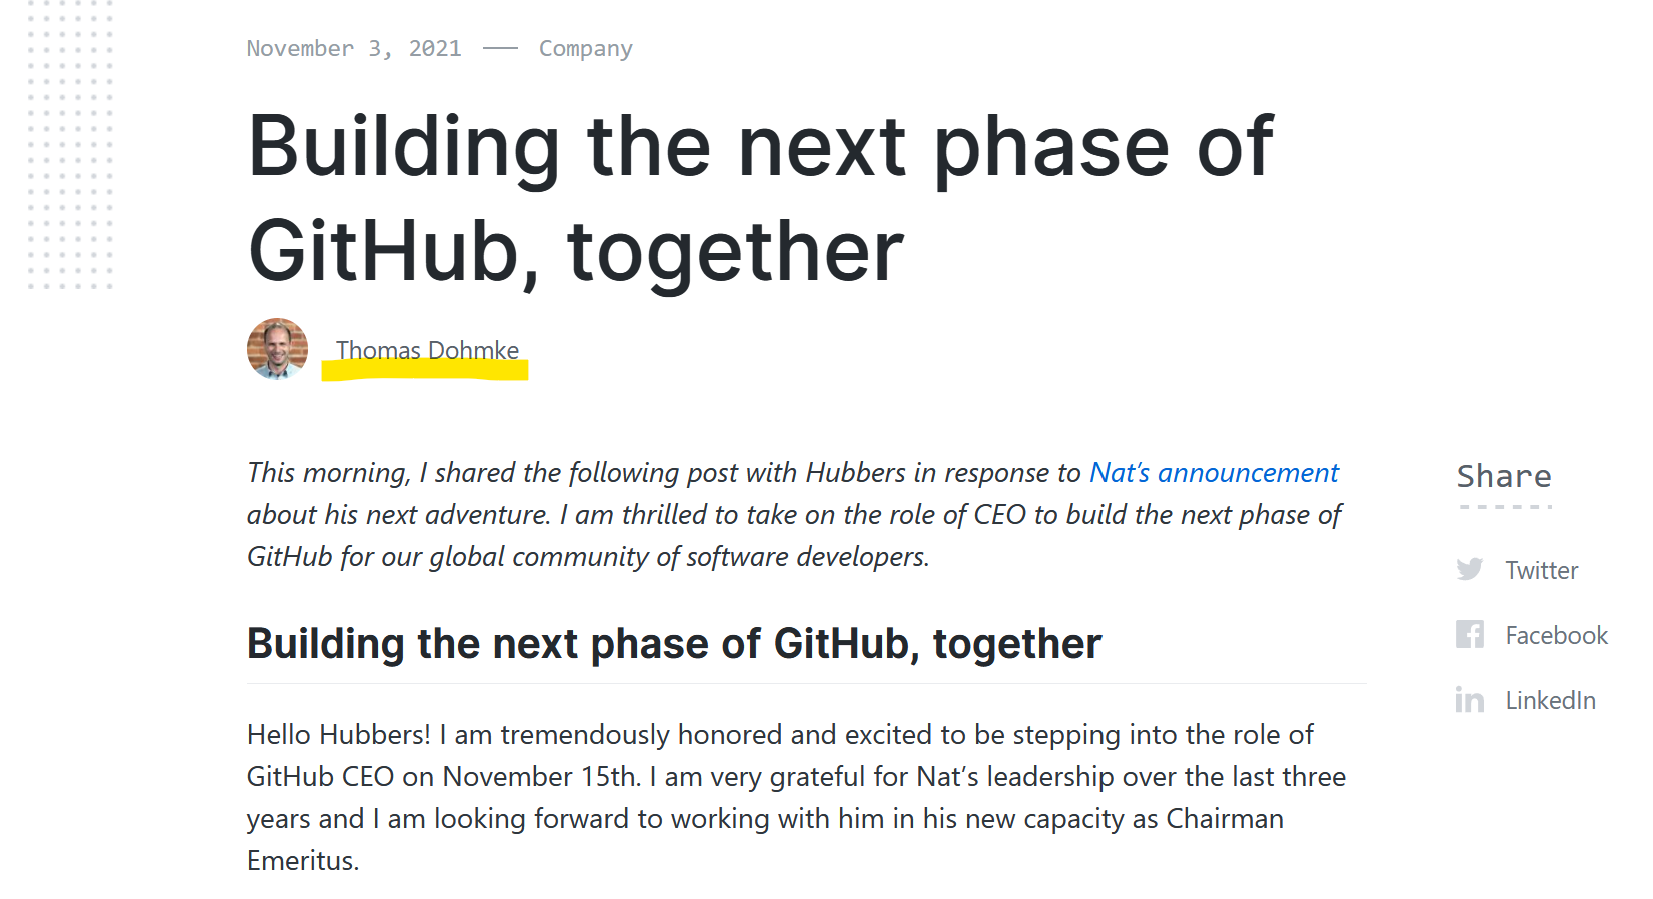 November 3, 2021 — Company
Building the next phase of
GitHub, together
Thomas Dohmke
This morning, I shared the following post with Hubbers in response to Nat’s announcement
about his next adventure. I am thrilled to take on the role of CEO to build the next phase of
GitHub for our global community of software developers.
Building the next phase of GitHub, together
Hello Hubbers! I am tremendously honored and excited to be stepping into the role of
GitHub CEO on November 15th. I am very grateful for Nat’s leadership over the last three
years and I am looking forward to working with him in his new capacity as Chairman
Emeritus.
Share
Twitter
Facebook
LinkedIn